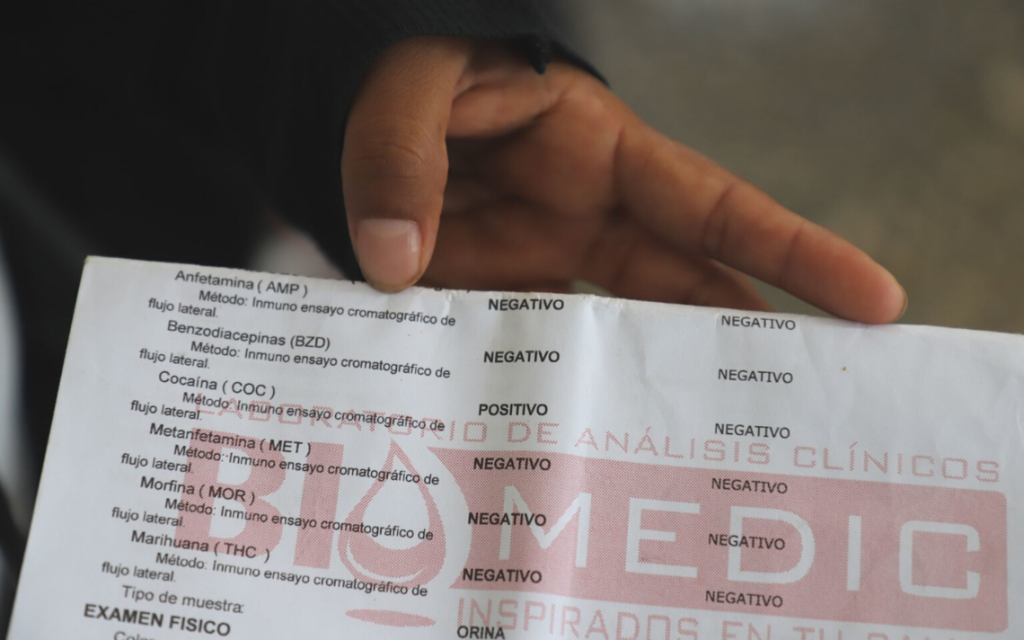 Anfetamina ( AMP ) NEGATIVO NEGATIVO
Método: Inmuno ensayo cromatográfico de
flujo lateral.
Benzodiacepinas (BZD) NEGATIVO NEGATIVO
Método: Inmuno ensayo cromatográfico de
flujo lateral.
Cocaína ( COC ) POSITIVO NEGATIVO
Método: Inmuno ensayo cromatográfico de
flujo lateral.
Metanfetamina ( MET ) NEGATIVO NEGATIVO
Método: Inmuno ensayo cromatográfico de
flujo lateral.
Morfina ( MOR ) NEGATIVO NEGATIVO
Método: Inmuno ensayo cromatográfico de
flujo lateral.
Marihuana ( THC ) NEGATIVO NEGATIVO
Método: Inmuno ensayo cromatográfico de
flujo lateral.
Tipo de muestra: ORINA
EXAMEN FISICO
LABORATORIO DE ANÁLISIS CLÍNICOS
BIOMEDIC
INSPIRADOS EN TU